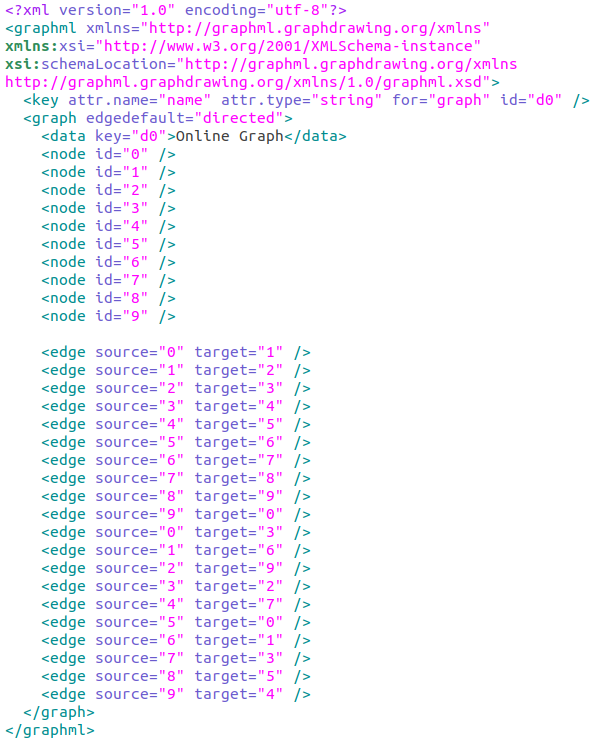 <?xml version="1.0" encoding="utf-8"?>
<graphml xmlns="http://graphml.graphdrawing.org/xmlns"
xmlns:xsi="http://www.w3.org/2001/XMLSchema-instance"
xsi:schemaLocation="http://graphml.graphdrawing.org/xmlns
http://graphml.graphdrawing.org/xmlns/1.0/graphml.xsd">
  <key attr.name="name" attr.type="string" for="graph" id="d0" />
  <graph edgedefault="directed">
    <data key="d0">Online Graph</data>
    <node id="0" />
    <node id="1" />
    <node id="2" />
    <node id="3" />
    <node id="4" />
    <node id="5" />
    <node id="6" />
    <node id="7" />
    <node id="8" />
    <node id="9" />

    <edge source="0" target="1" />
    <edge source="1" target="2" />
    <edge source="2" target="3" />
    <edge source="3" target="4" />
    <edge source="4" target="5" />
    <edge source="5" target="6" />
    <edge source="6" target="7" />
    <edge source="7" target="8" />
    <edge source="8" target="9" />
    <edge source="9" target="0" />
    <edge source="0" target="3" />
    <edge source="1" target="6" />
    <edge source="2" target="9" />
    <edge source="3" target="2" />
    <edge source="4" target="7" />
    <edge source="5" target="0" />
    <edge source="6" target="1" />
    <edge source="7" target="3" />
    <edge source="8" target="5" />
    <edge source="9" target="4" />
  </graph>
</graphml>